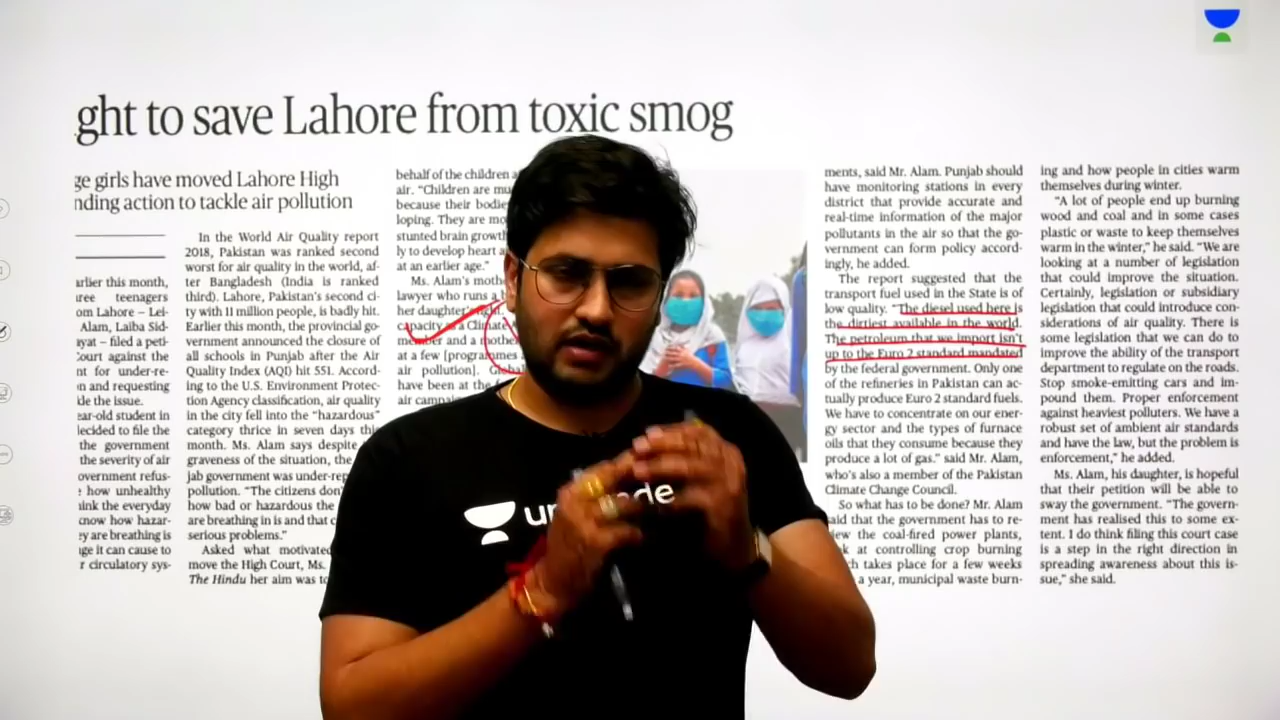 ght to save Lahore from toxic smog
ge girls have moved Lahore High
nding action to tackle air pollution
arlier this month,
ree teenagers
om Lahore – Lei-
Alam, Laiba Sid-
yat – filed a peti-
Court against the
nt for under-re-
n and requesting
de the issue.
ear-old student in
decided to file the
the government
the severity of air
overnment refus-
how unhealthy
ink the everyday
know how hazar-
ey are breathing is
ge it can cause to
r circulatory sys-
In the World Air Quality report
2018, Pakistan was ranked second
worst for air quality in the world, af-
ter Bangladesh (India is ranked
third). Lahore, Pakistan's second ci-
ty with 11 million people, is badly hit.
Earlier this month, the provincial go-
vernment announced the closure of
all schools in Punjab after the Air
Quality Index (AQI) hit 551. Accord-
ing to the U.S. Environment Protec-
tion Agency classification, air quality
in the city fell into the “hazardous”
category thrice in seven days this
month. Ms. Alam says despite
graveness of the situation, the
jab government was under-rep
pollution. “The citizens don
how bad or hazardous the
are breathing in is and that c
serious problems.”
Asked what motivated
move the High Court, Ms.
The Hindu her aim was to
behalf of the children a
air. “Children are mu
because their bodie
loping. They are mo
stunted brain growt
ly to develop heart a
at an earlier age.”
Ms. Alam's moth
lawyer who runs a
her daughter's
capacity as a Climate
member and a mothe
at a few [programmes
air pollution]. Global
have been at the
air campaig
ments, said Mr. Alam. Punjab should
have monitoring stations in every
district that provide accurate and
real-time information of the major
pollutants in the air so that the go-
vernment can form policy accord-
ingly, he added.
The report suggested that the
transport fuel used in the State is of
low quality. “The diesel used here is
the dirtiest available in the world.
The petroleum that we import isn't
up to the Euro 2 standard mandated
by the federal government. Only one
of the refineries in Pakistan can ac-
tually produce Euro 2 standard fuels.
We have to concentrate on our ener-
gy sector and the types of furnace
oils that they consume because they
produce a lot of gas.” said Mr. Alam,
who's also a member of the Pakistan
Climate Change Council.
So what has to be done? Mr. Alam
aid that the government has to re-
ew the coal-fired power plants,
k at controlling crop burning
ch takes place for a few weeks
a year, municipal waste burn-
ing and how people in cities warm
themselves during winter.
“A lot of people end up burning
wood and coal and in some cases
plastic or waste to keep themselves
warm in the winter,” he said. “We are
looking at a number of legislation
that could improve the situation.
Certainly, legislation or subsidiary
legislation that could introduce con-
siderations of air quality. There is
some legislation that we can do to
improve the ability of the transport
department to regulate on the roads.
Stop smoke-emitting cars and im-
pound them. Proper enforcement
against heaviest polluters. We have a
robust set of ambient air standards
and have the law, but the problem is
enforcement,” he added.
Ms. Alam, his daughter, is hopeful
that their petition will be able to
sway the government. “The govern-
ment has realised this to some ex-
tent. I do think filing this court case
is a step in the right direction in
spreading awareness about this is-
sue,” she said.